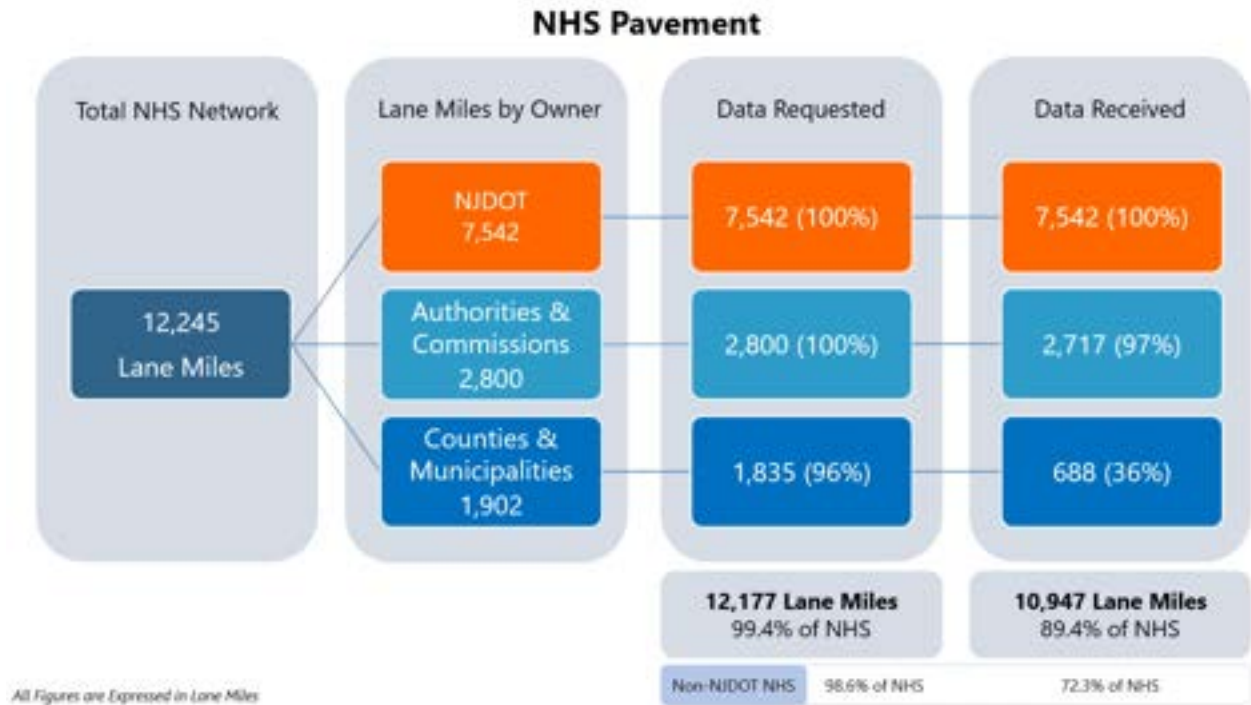 NHS Pavement
Total NHS Network
12,245
Lane Miles
Lane Miles by Owner
NJDOT
7,542
Authorities &
Commissions
2,800
Counties &
Municipalities
1,902
Data Requested
7,542 (100%)
2,800 (100%)
1,835 (96%)
12,177 Lane Miles
99.4% of NHS
Data Received
7,542 (100%)
2,717 (97%)
688 (36%)
10,947 Lane Miles
89.4% of NHS
Non-NJDOT NHS 98.6% of NHS 72.3% of NHS
All Figures are Expressed in Lane Miles